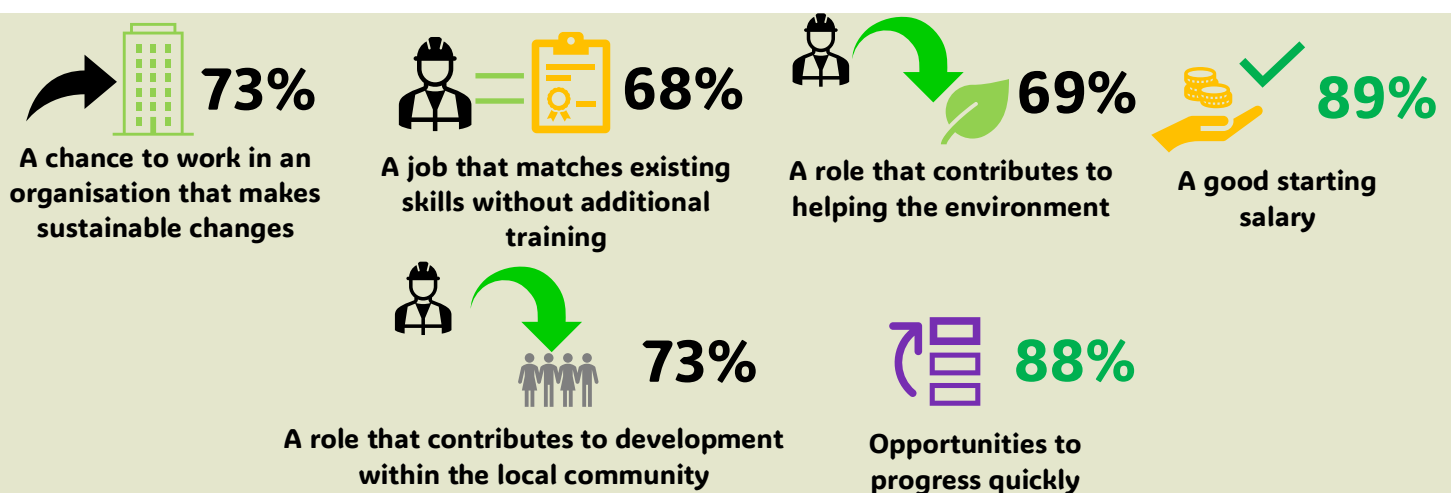 73%
A chance to work in an
organisation that makes
sustainable changes
68%
A job that matches existing
skills without additional
training
69%
A role that contributes to
helping the environment
89%
A good starting
salary
73%
A role that contributes to development
within the local community
88%
Opportunities to
progress quickly